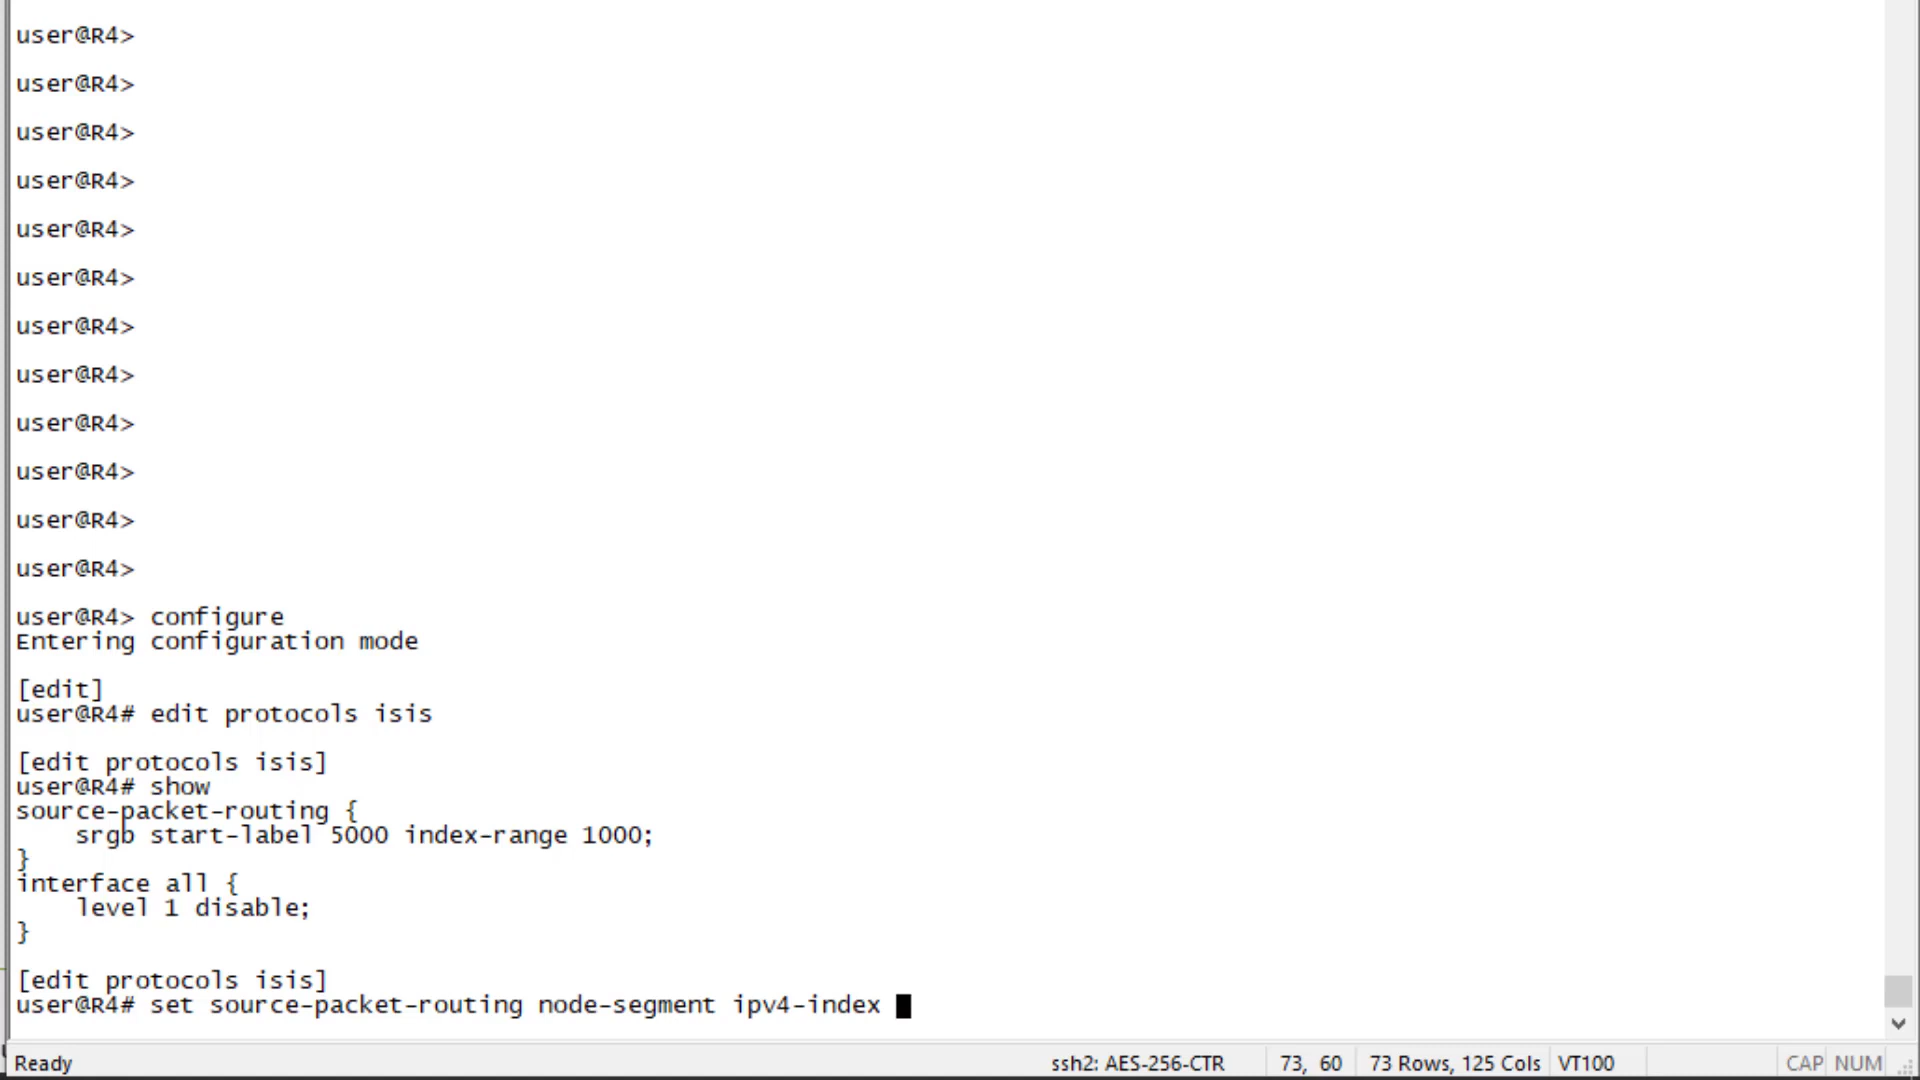 user@R4>
user@R4>
user@R4>
user@R4>
user@R4>
user@R4>
user@R4>
user@R4>
user@R4>
user@R4>
user@R4>
user@R4>
user@R4> configure
Entering configuration mode
[edit]
user@R4# edit protocols isis
[edit protocols isis]
user@R4# show
source-packet-routing {
    srgb start-label 5000 index-range 1000;
}
interface all {
    level 1 disable;
}
[edit protocols isis]
user@R4# set source-packet-routing node-segment ipv4-index
Ready ssh2: AES-256-CTR 73, 60 73 Rows, 125 Cols VT100 CAP NUM